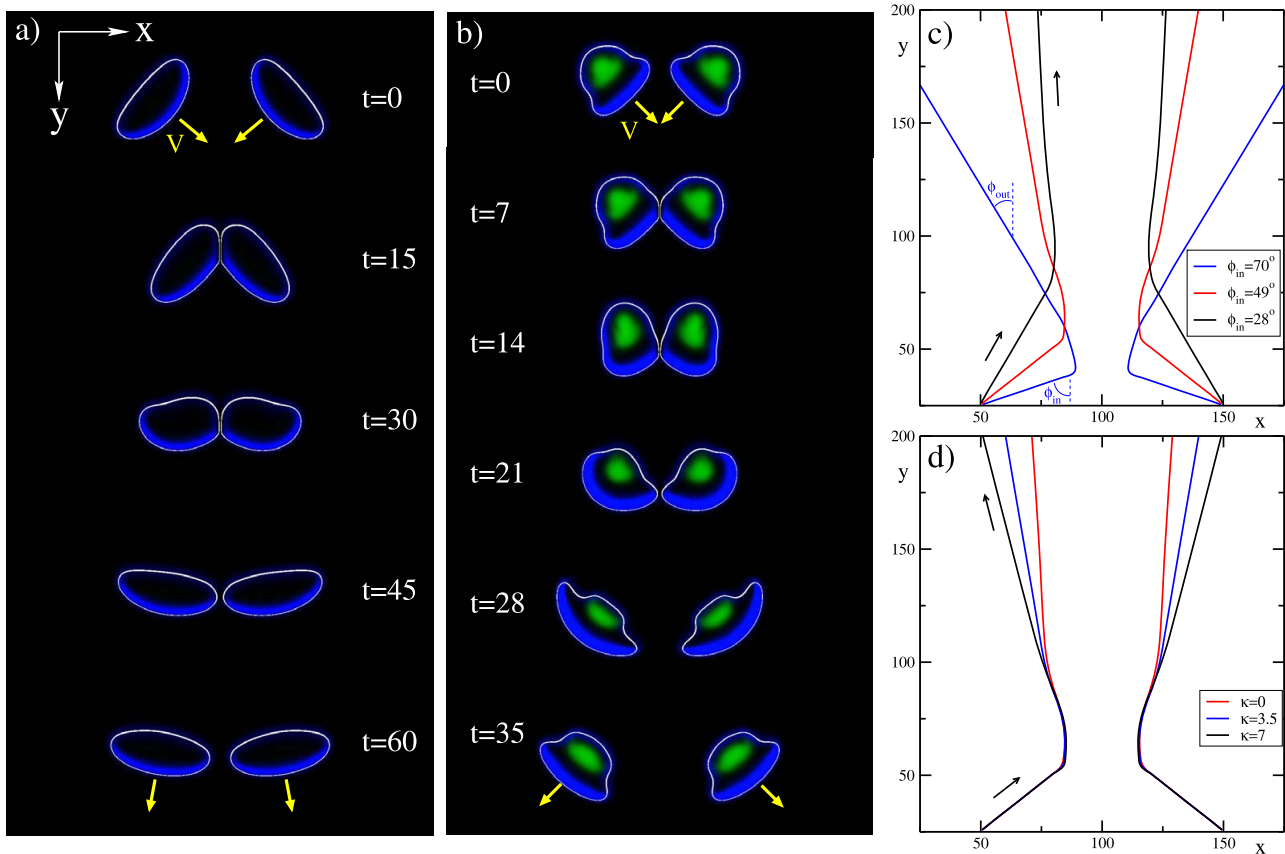 a)
x
y
t=0
v
t=15
t=30
t=45
t=60
b)
t=0
v
t=7
t=14
t=21
t=28
t=35
c)
200
y
150
100
50
ϕout
ϕin
ϕin=70°
ϕin=49°
ϕin=28°
50
100
150
x
d)
200
y
150
100
50
κ=0
κ=3.5
κ=7
50
100
150
x